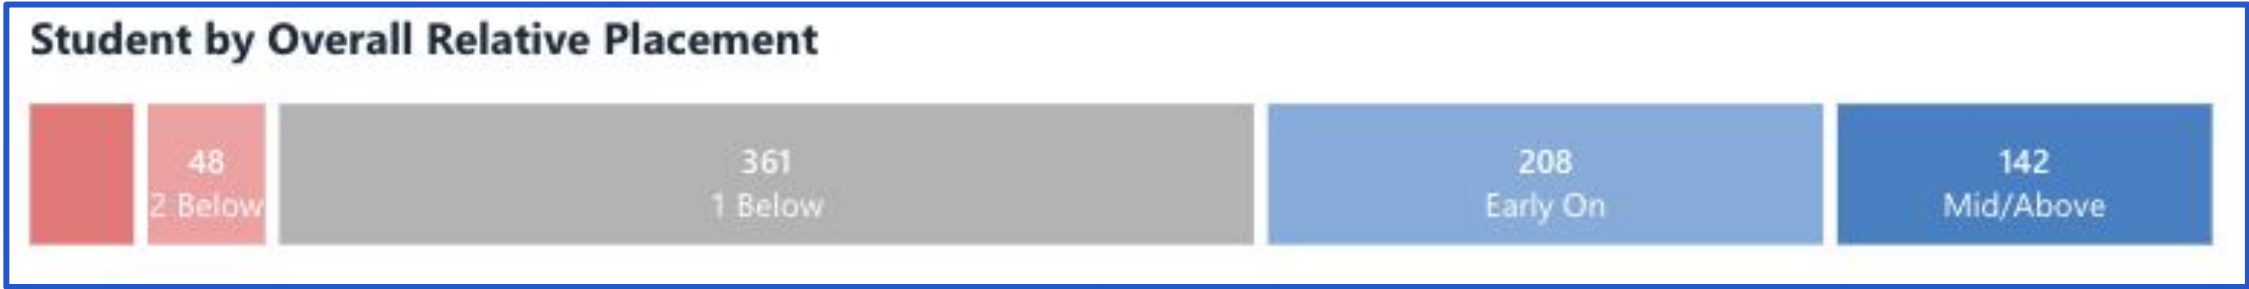 Student by Overall Relative Placement
48
2 Below
361
1 Below
208
Early On
142
Mid/Above